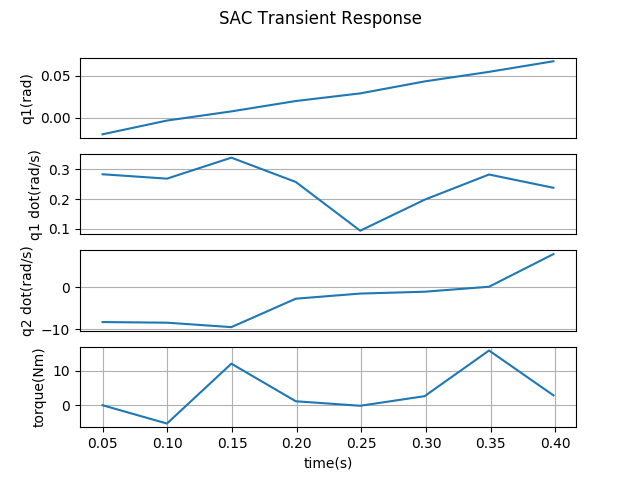 SAC Transient Response
q1(rad)
0.05
0.00
q1 dot(rad/s)
0.3
0.2
0.1
q2 dot(rad/s)
0
−10
torque(Nm)
10
0
0.05 0.10 0.15 0.20 0.25 0.30 0.35 0.40
time(s)